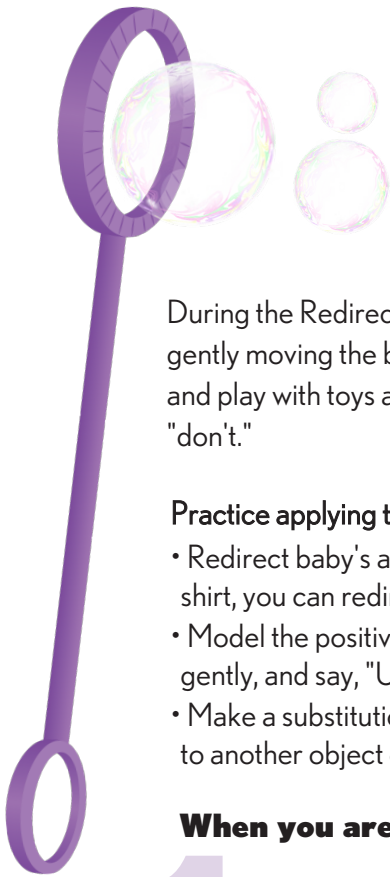 During the Redirec
gently moving the b
and play with toys a
"don't."
Practice applying t
• Redirect baby's a
shirt, you can redi
• Model the positiv
gently, and say, "U
• Make a substitutio
to another object
When you are